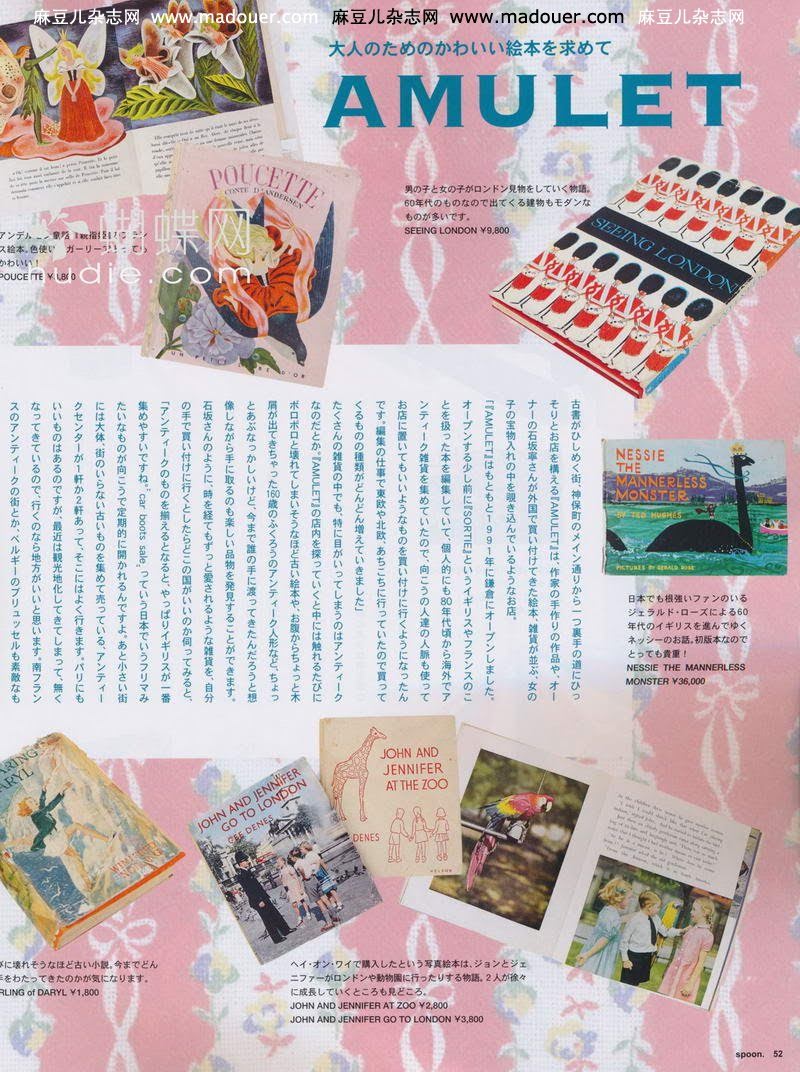 麻豆儿杂志网 www.madouer.com 麻豆儿杂志网 www.madouer.com 麻豆儿杂志网
大人のためのかわいい絵本を求めて
AMULET
POUCETTE
CONTE D'ANDERSEN
UN PETIT LIVRE D'OR
蝴蝶网
udie.com
かわいい!
男の子と女の子がロンドン見物をしていく物語。
60年代のものなので出てくる建物もモダンな
ものが多いです。
SEEING LONDON ¥9,800
SEEING LONDON
古書がひしめく街、神保町のメイン通りから一つ裏手の道にひっ
そりとお店を構える『AMULET』は、作家の手作りの作品や、オー
ナーの石坂寧さんが外国で買い付けてきた絵本、雑貨が並ぶ、女の
子の宝物入れの中を覗き込んでいるようなお店。
「『AMULET』はもともと1991年に鎌倉にオープンしました。
オープンする少し前に『SORTIE』というイギリスやフランスのこ
とを扱った本を編集していて、個人的にも80年代頃から海外でア
ンティーク雑貨を集めていたので、向こうの人達の人脈も使って
お店に置いてもいいようなものを買い付けに行くようになったん
です。編集の仕事で東欧や北欧、あちこちに行っていたので買って
くるものの種類がどんどん増えていきました」
たくさんの雑貨の中でも、特に目がいってしまうのはアンティーク
なのだとか。『AMULET』の店内を探っていくと中には触れるたびに
ボロボロと壊れてしまいそうなほど古い絵本や、お腹からちょっと木
屑が出てきちゃった160歳のふくろうのアンティーク人形など、ちょっ
とあぶなっかしいけど、今まで誰の手に渡ってきたんだろうと想
像しながら手に取るのも楽しい品物を発見することができます。
石坂さんのように、時を経てもずっと愛されるような雑貨を、自分
の手で買い付けに行くとしたらどこの国がいいのか伺ってみると、
「アンティークのものを揃えるとなると、やっぱりイギリスが一番
集めやすいですね。"car boots sale"っていう日本でいうフリマみ
たいなものが向こうで定期的に開かれるんですよ。あと小さい街
には大体、街のいらない古いものを集めて売っている、アンティー
クセンターが1軒か2軒あって、そこにはよく行きます。パリにも
いいものはあるのですが、最近は観光地化してきてしまって、無く
なってきているので、行くのなら地方がいいと思います。南フラン
スのアンティークの街とか、ベルギーのブリュッセルも素敵なも
NESSIE
THE
MANNERLESS
MONSTER
BY TED HUGHES
PICTURES BY GERALD ROSE
日本でも根強いファンのいる
ジェラルド・ローズによる60
年代のイギリスを進んでゆく
ネッシーのお話。初版本なので
とっても貴重!
NESSIE THE MANNERLESS
MONSTER ¥36,000
JOHN AND JENNIFER
GO TO LONDON
DENES
JOHN AND
JENNIFER
AT THE ZOO
DENES
NELSON
びに壊れそうなほど古い小説。今までどん
手をわたってきたのかが気になります。
RLING of DARYL ¥1,800
ヘイ・オン・ワイで購入したという写真絵本は、ジョンとジェ
ニファーがロンドンや動物園に行ったりする物語。2人が徐々
に成長していくところも見どころ。
JOHN AND JENNIFER AT ZOO ¥2,800
JOHN AND JENNIFER GO TO LONDON ¥3,800
spoon. 52